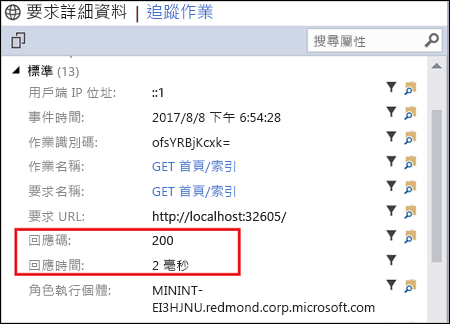 要求詳細資料 | 追蹤作業
搜尋屬性
標準 (13)
用戶端 IP 位址: ::1
事件時間: 2017/8/8 下午 6:54:28
作業識別碼: ofsYRBjKcxk=
作業名稱: GET 首頁/索引
要求名稱: GET 首頁/索引
要求 URL: http://localhost:32605/
回應碼: 200
回應時間: 2 毫秒
角色執行個體: MININT-
EI3HJNU.redmond.corp.microsoft.com